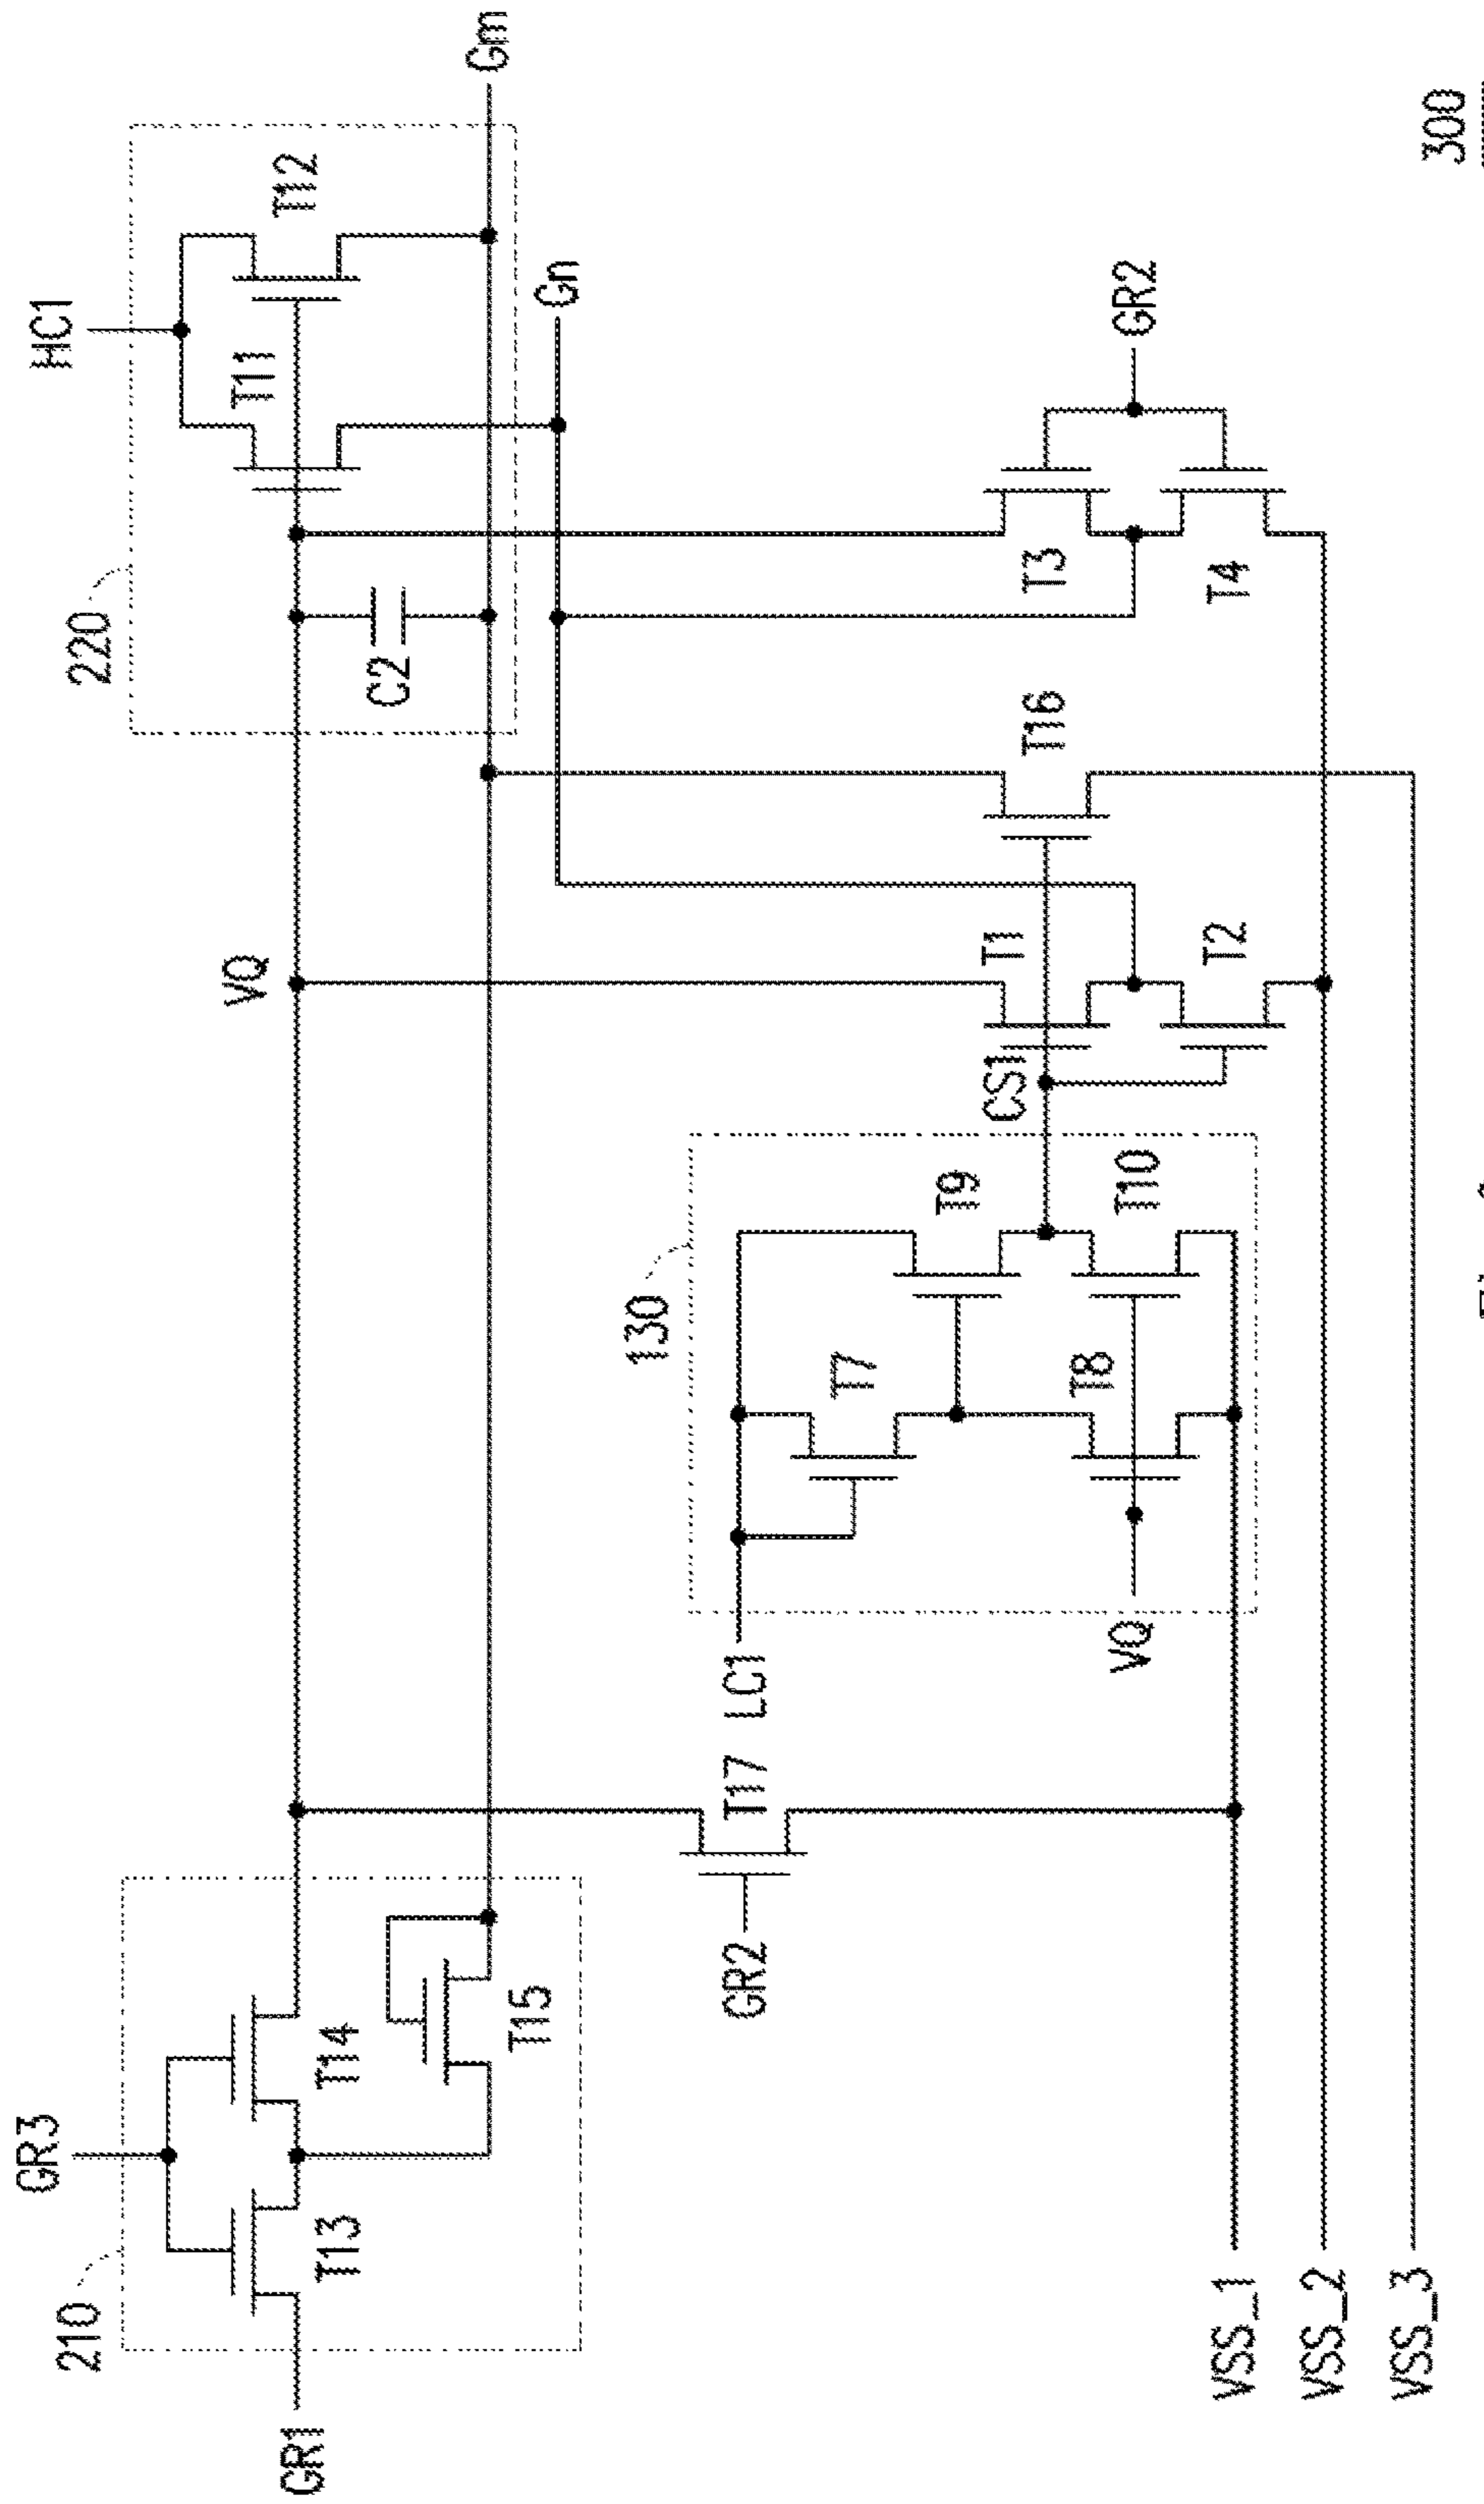 GR3
HC1
210
220
T13
T14
T11
T12
GR1
VQ
C2
Gm
T15
Gn
GR2
T17
LC1
130
T7
T9
CS1
T1
T16
T3
GR2
VQ
T8
T10
T2
T4
VSS_1
VSS_2
VSS_3
300